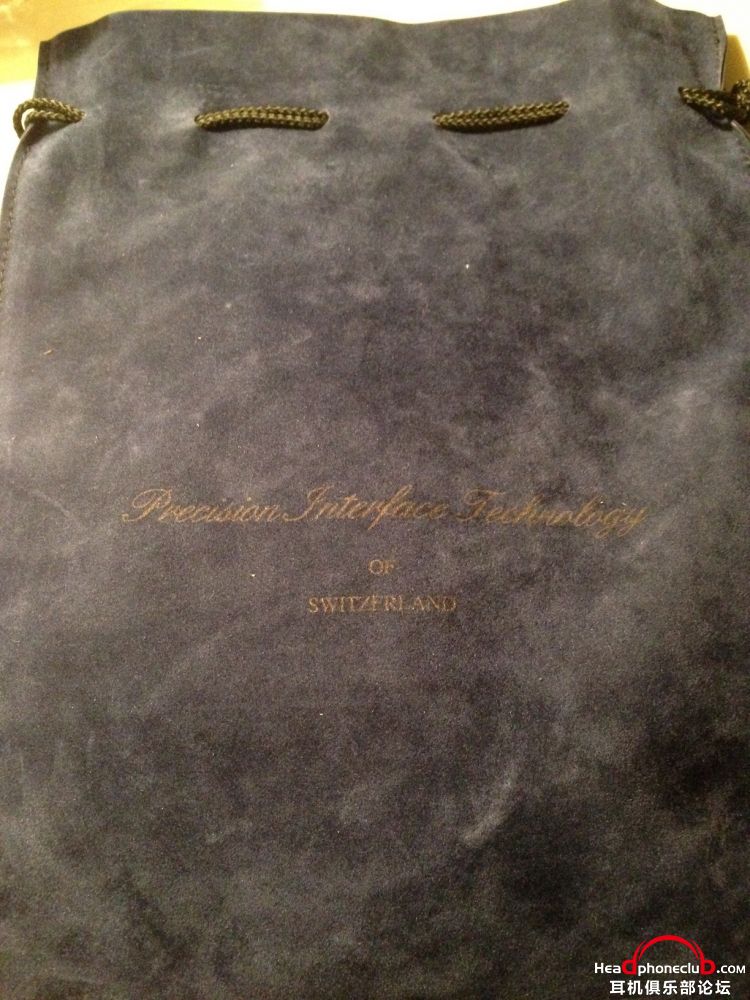 Precision Interface Technology
OF
SWITZERLAND
HeadphonecluB.com
耳机俱乐部论坛